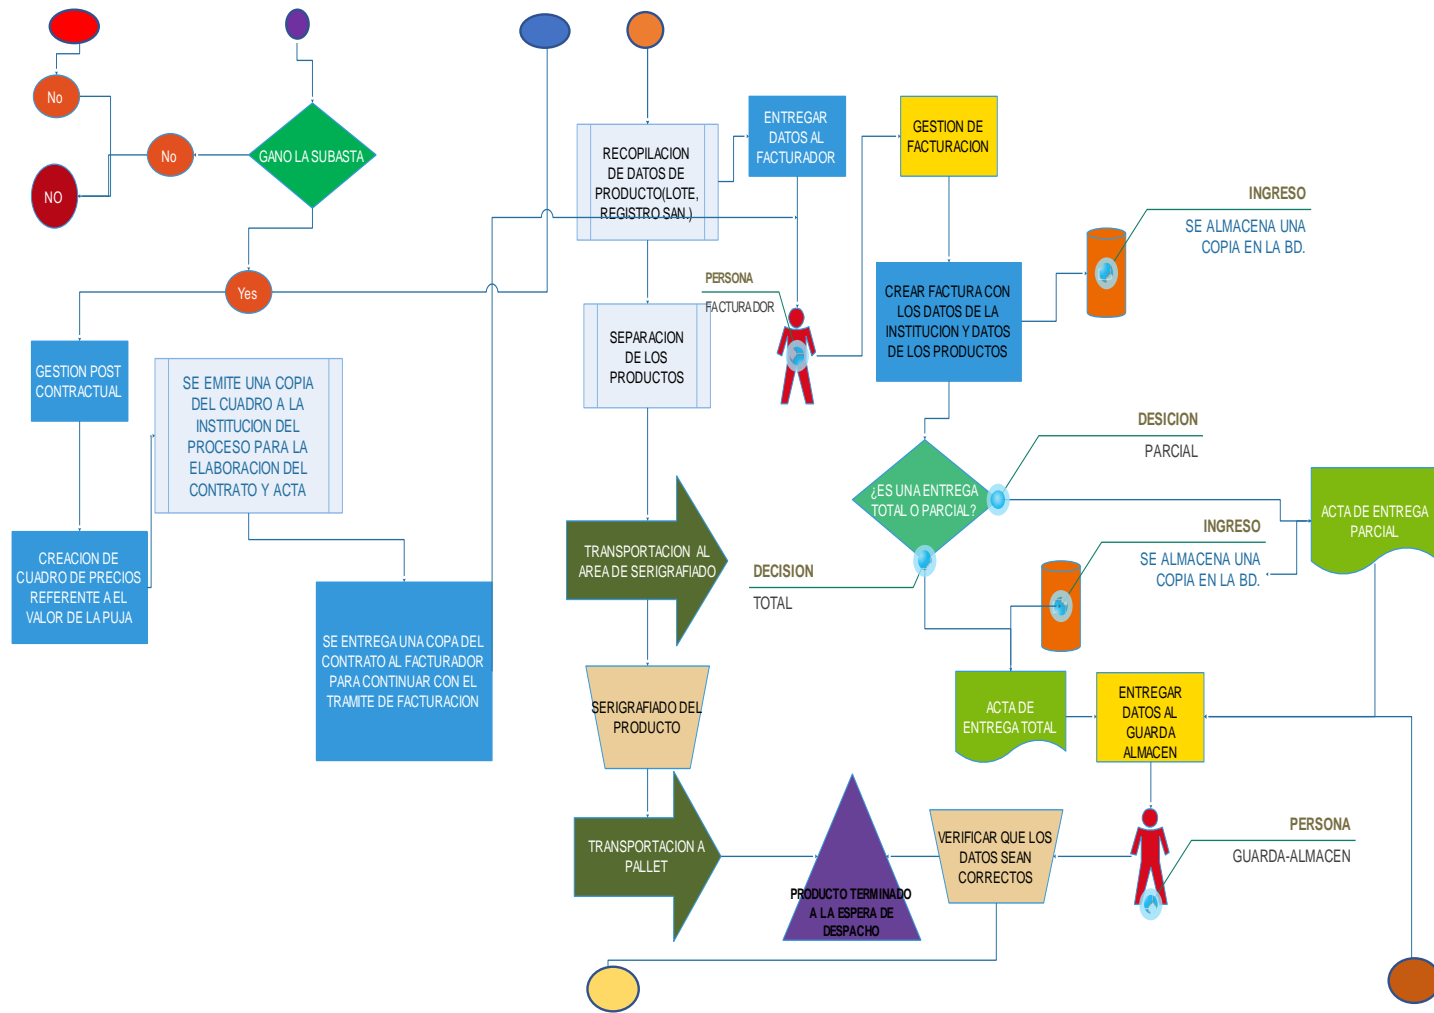 No
No
NO
GANO LA SUBASTA
Yes
GESTION POST
CONTRACTUAL
SE EMITE UNA COPIA
DEL CUADRO A LA
INSTITUCION DEL
PROCESO PARA LA
ELABORACION DEL
CONTRATO Y ACTA
CREACION DE
CUADRO DE PRECIOS
REFERENTE A EL
VALOR DE LA PUJA
SE ENTREGA UNA COPA DEL
CONTRATO AL FACTURADOR
PARA CONTINUAR CON EL
TRAMITE DE FACTURACION
RECOPILACION
DE DATOS DE
PRODUCTO(LOTE,
REGISTRO SAN.)
SEPARACION
DE LOS
PRODUCTOS
TRANSPORTACION AL
AREA DE SERIGRAFIADO
SERIGRAFIADO DEL
PRODUCTO
TRANSPORTACION A
PALLET
ENTREGAR
DATOS AL
FACTURADOR
PERSONA
FACTURADOR
GESTION DE
FACTURACION
CREAR FACTURA CON
LOS DATOS DE LA
INSTITUCION Y DATOS
DE LOS PRODUCTOS
INGRESO
SE ALMACENA UNA
COPIA EN LA BD.
¿ES UNA ENTREGA
TOTAL O PARCIAL?
DESICION
PARCIAL
DECISION
TOTAL
INGRESO
SE ALMACENA UNA
COPIA EN LA BD.
ACTA DE ENTREGA
PARCIAL
ACTA DE
ENTREGA TOTAL
ENTREGAR
DATOS AL
GUARDA
ALMACEN
PERSONA
GUARDA-ALMACEN
VERIFICAR QUE LOS
DATOS SEAN
CORRECTOS
PRODUCTO TERMINADO
A LA ESPERA DE
DESPACHO